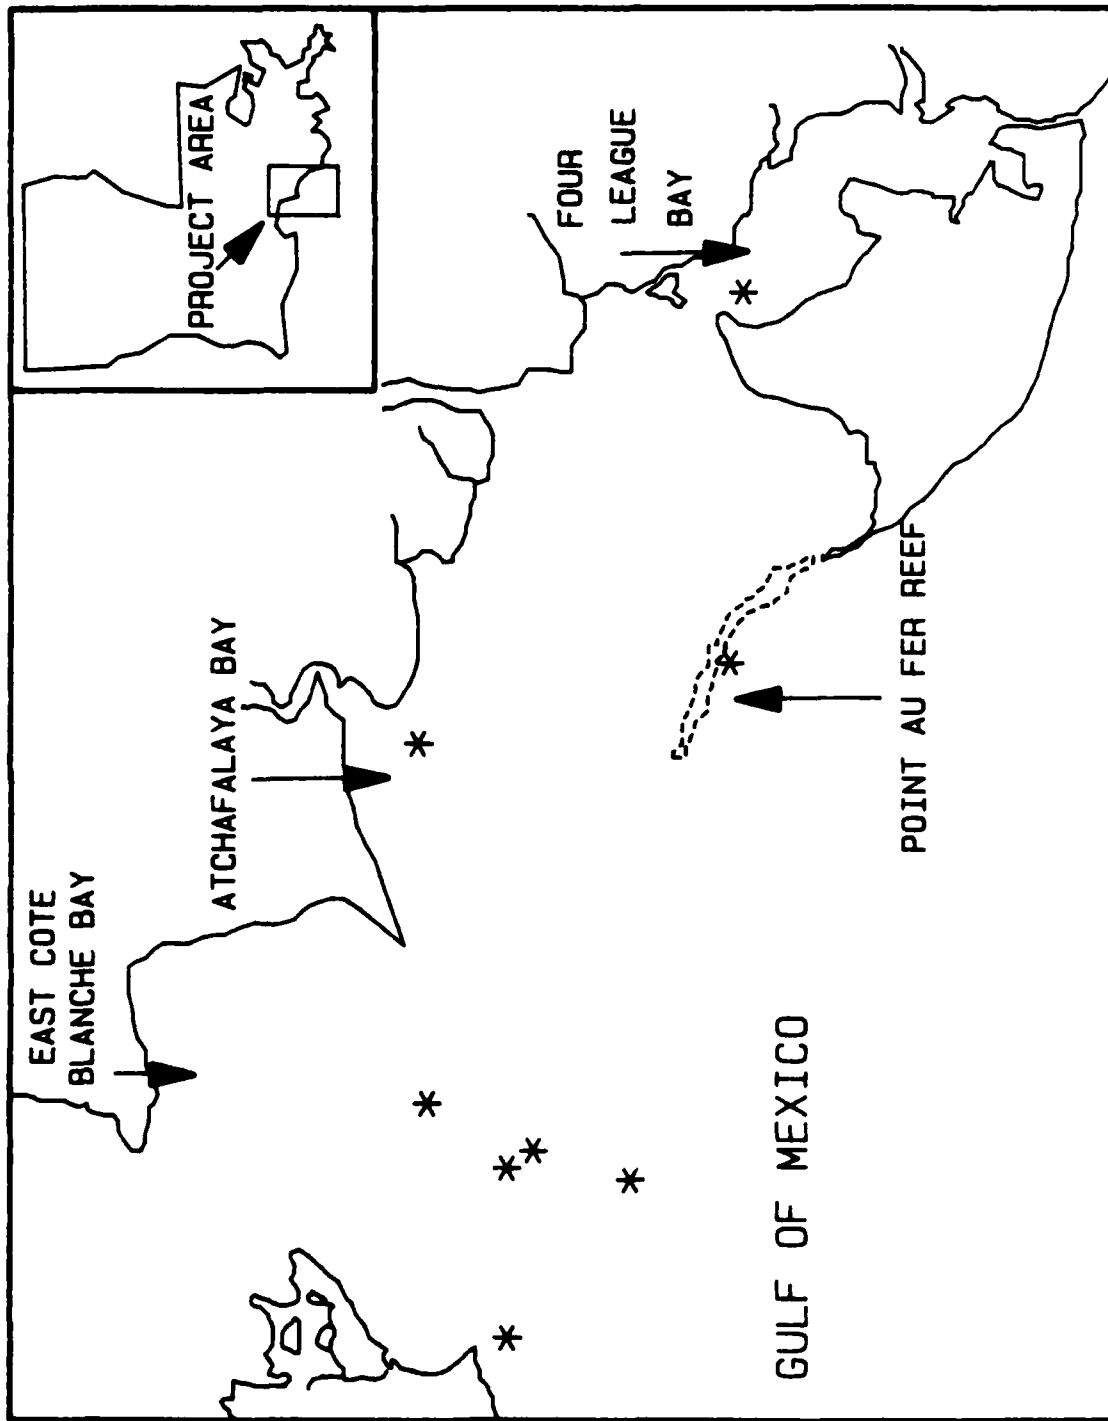 EAST COTE
BLANCHE BAY
ATCHAFALAYA BAY
PROJECT AREA
FOUR
LEAGUE
BAY
POINT AU FER REEF
GULF OF MEXICO